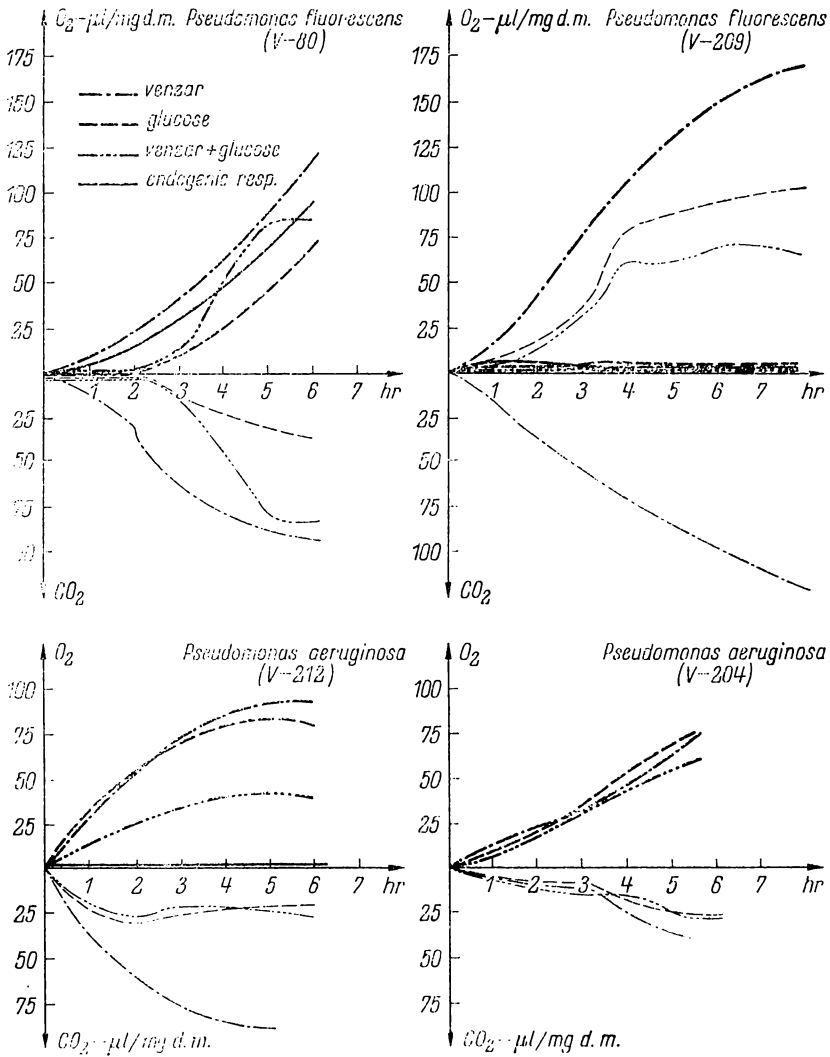 O₂-µl/mg d.m. Pseudomonas fluorescens
(V-80)
175
150
125
100
75
50
25
venzar
glucose
venzar+glucose
endogenic resp.
1 2 3 4 5 6 hr
25
50
75
CO₂
O₂-µl/mg d.m. Pseudomonas fluorescens
(V-209)
175
150
125
100
75
50
25
1 2 3 4 5 6 7 hr
25
50
75
100
CO₂
O₂ Pseudomonas aeruginosa
(V-212)
100
75
50
25
1 2 3 4 5 6 7 hr
25
50
75
CO₂--µl/mg d.m.
O₂ Pseudomonas aeruginosa
(V-204)
100
75
50
25
1 2 3 4 5 6 7 hr
25
50
75
CO₂--µl/mg d.m.